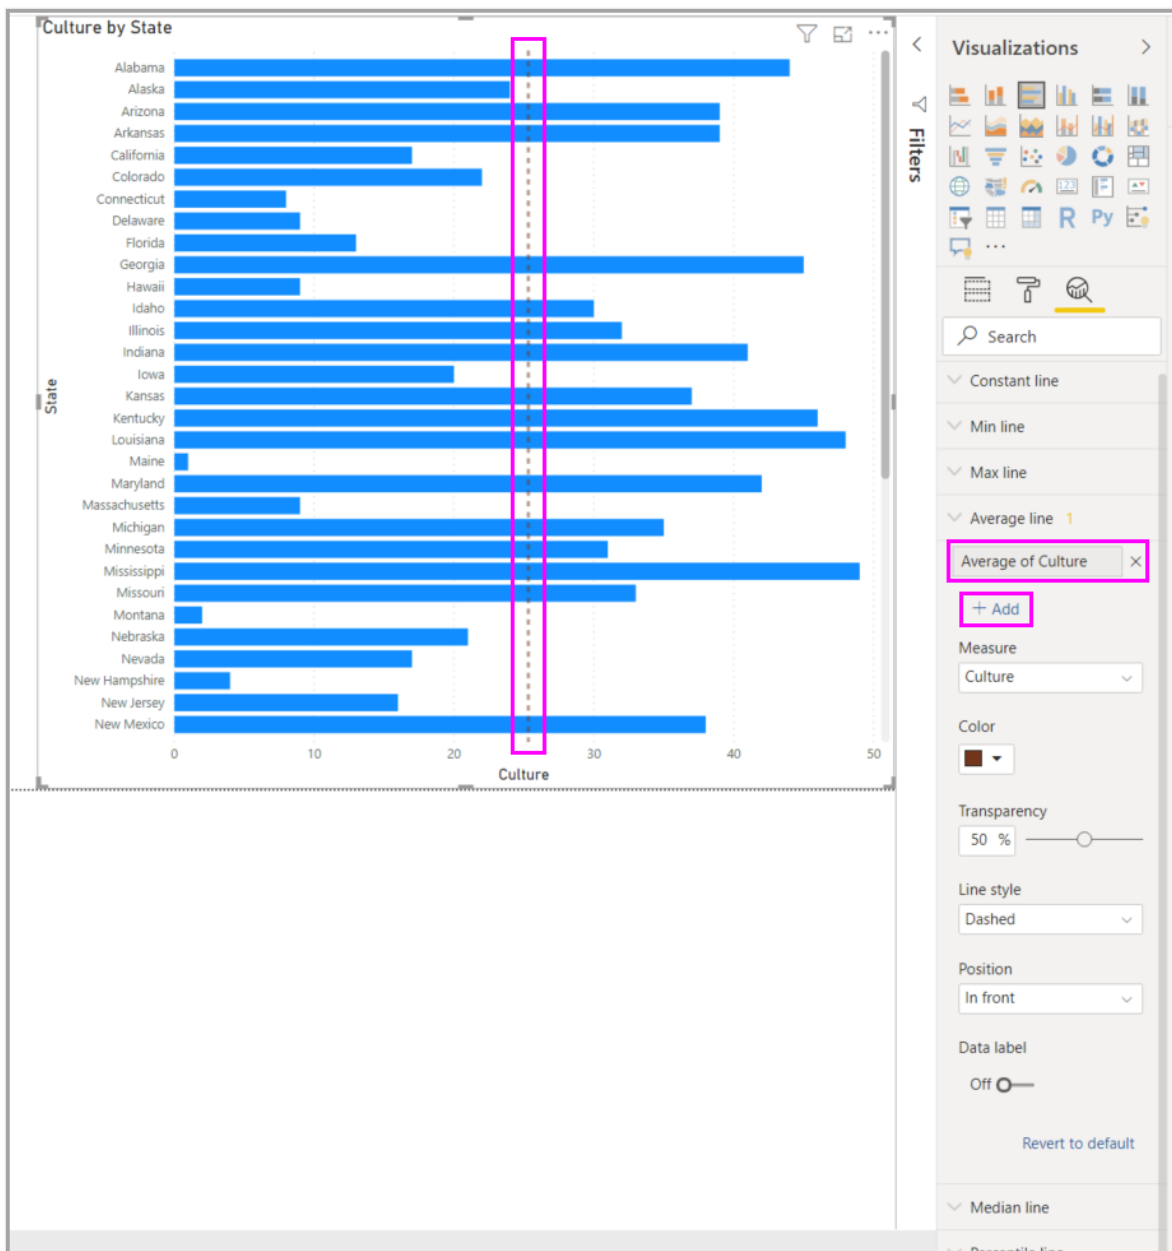 Culture by State
Alabama
Alaska
Arizona
Arkansas
California
Colorado
Connecticut
Delaware
Florida
Georgia
Hawaii
Idaho
Illinois
Indiana
Iowa
Kansas
Kentucky
Louisiana
Maine
Maryland
Massachusetts
Michigan
Minnesota
Mississippi
Missouri
Montana
Nebraska
Nevada
New Hampshire
New Jersey
New Mexico
State
0 10 20 30 40 50
Culture
Filters
Visualizations
123
R Py
Search
Constant line
Min line
Max line
Average line 1
Average of Culture
+ Add
Measure
Culture
Color
Transparency
50 %
Line style
Dashed
Position
In front
Data label
Off
Revert to default
Median line
Percentile line